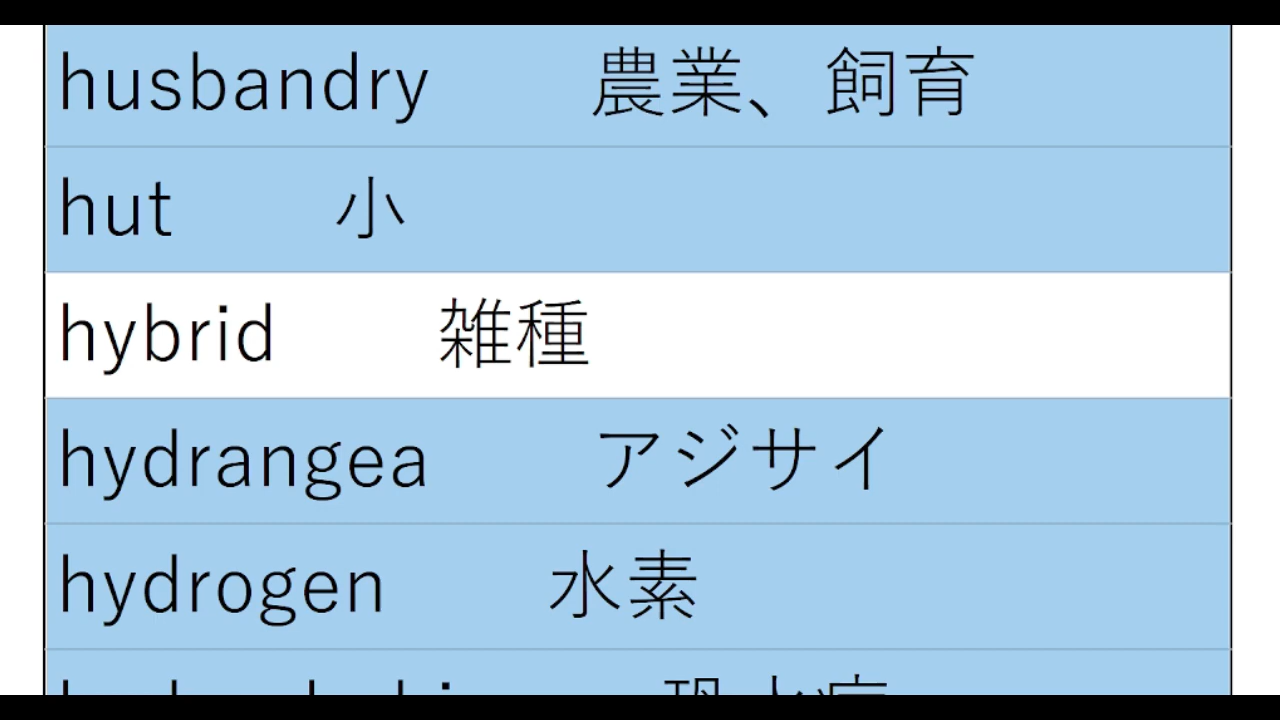 husbandry 農業、飼育
hut 小
hybrid 雑種
hydrangea アジサイ
hydrogen 水素